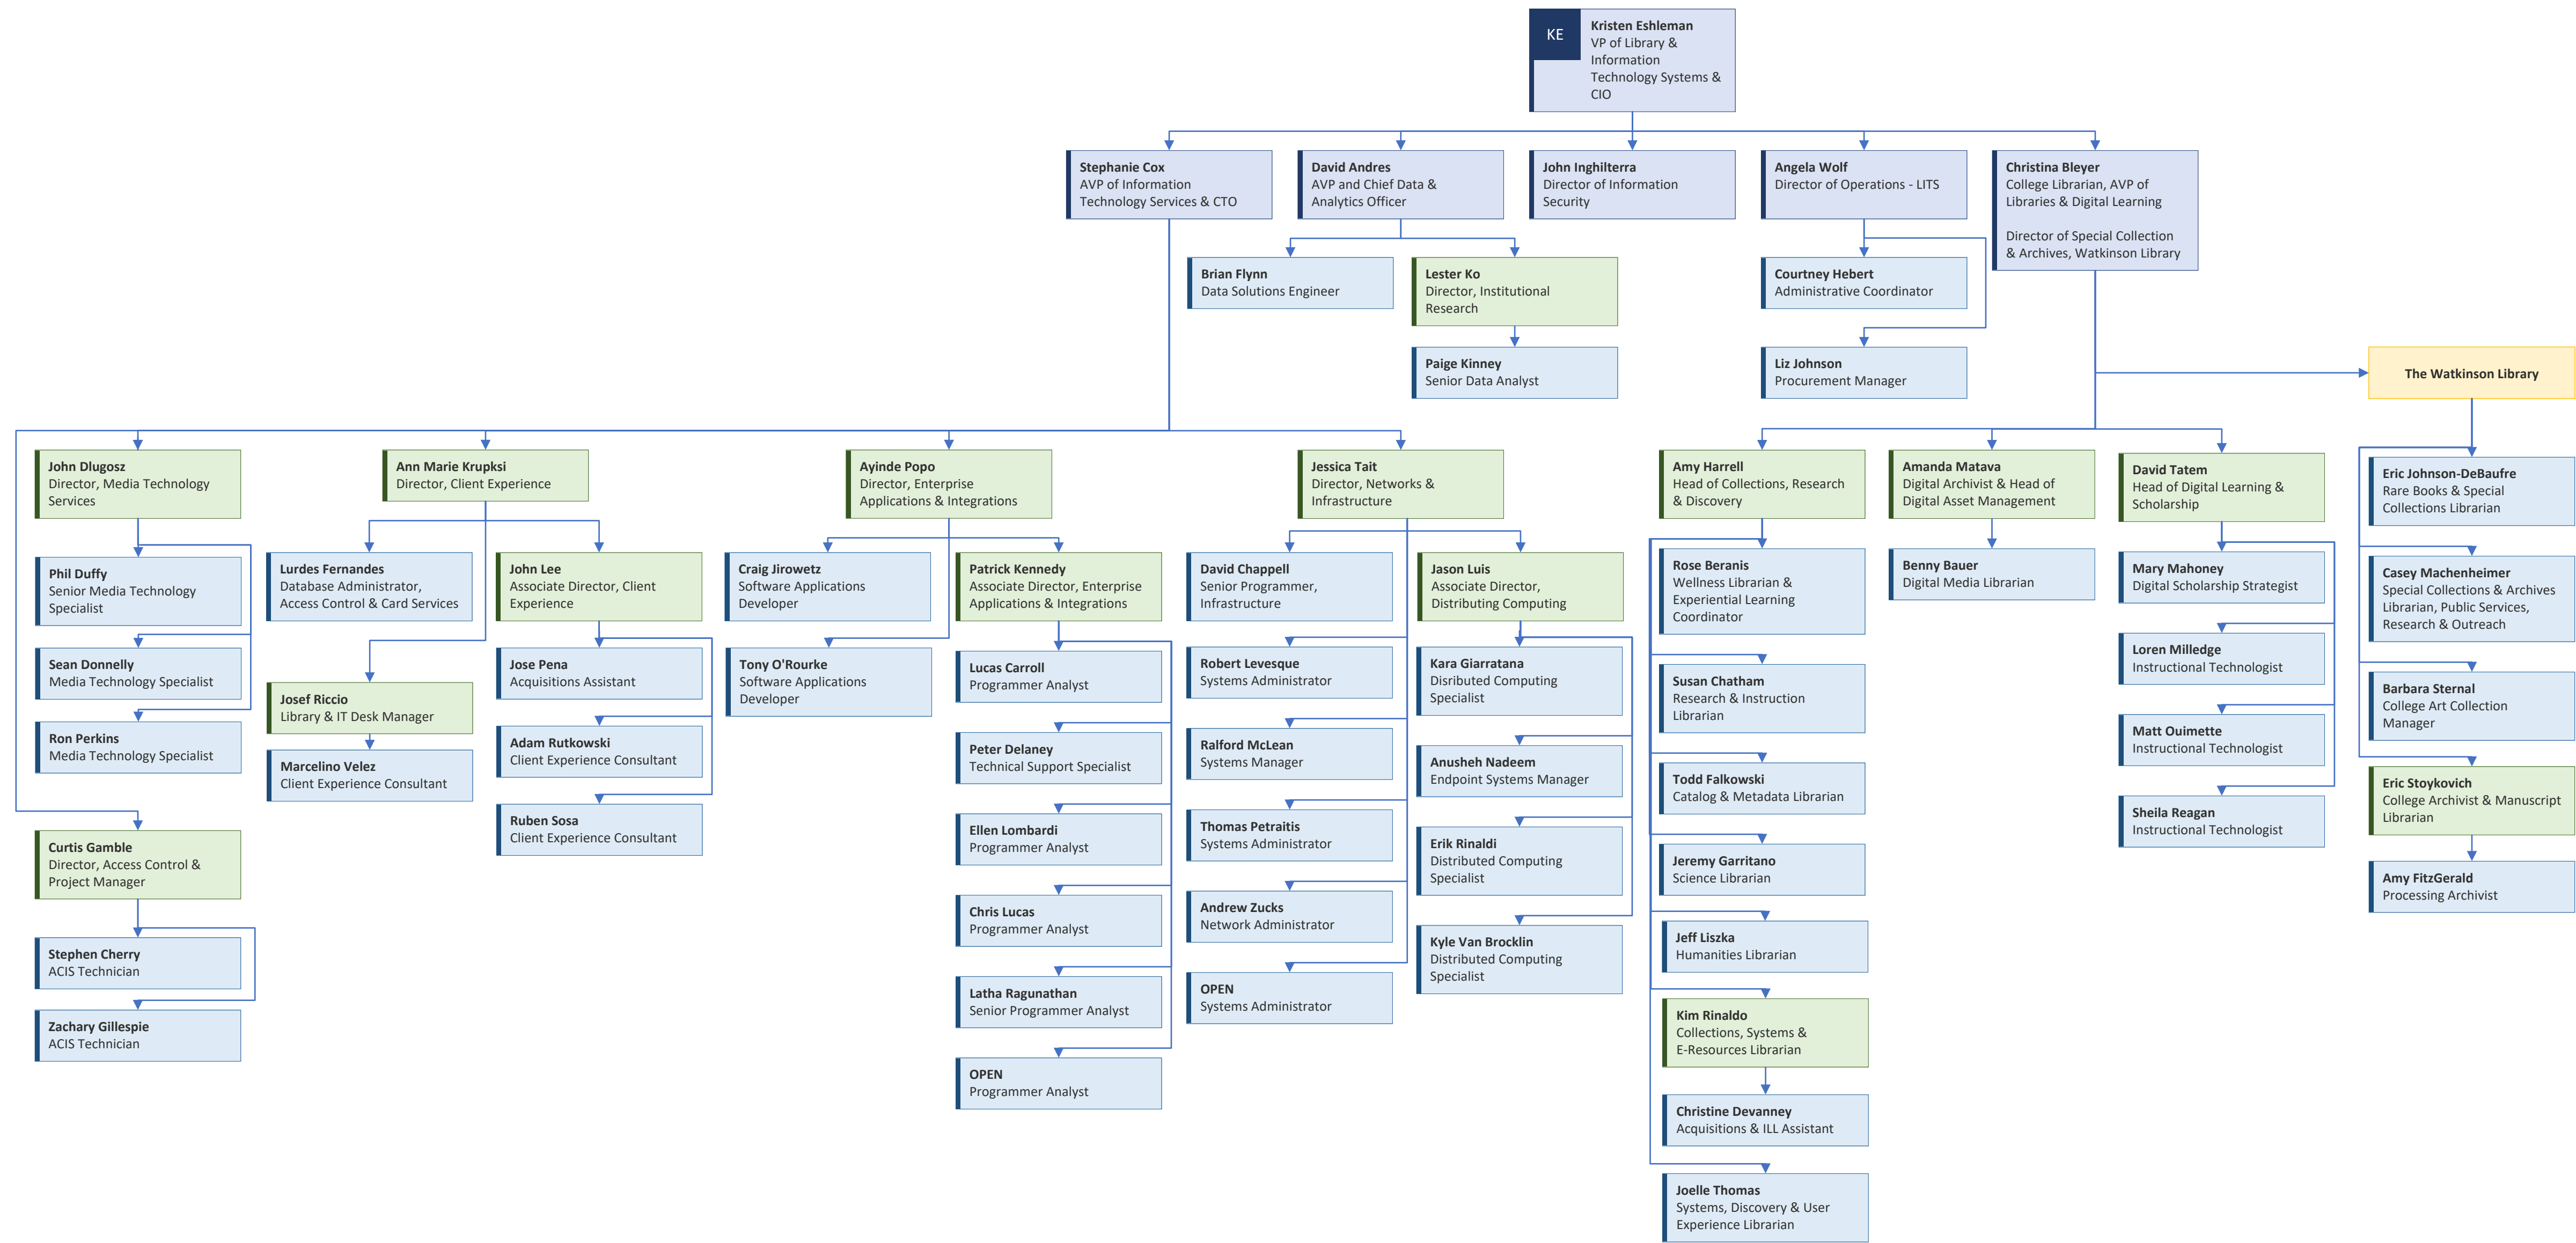 KE
Kristen Eshleman
VP of Library &
Information
Technology Systems &
CIO
Stephanie Cox
AVP of Information
Technology Services & CTO
David Andres
AVP and Chief Data &
Analytics Officer
John Inghilterra
Director of Information
Security
Angela Wolf
Director of Operations - LITS
Christina Bleyer
College Librarian, AVP of
Libraries & Digital Learning
Director of Special Collection
& Archives, Watkinson Library
Brian Flynn
Data Solutions Engineer
Lester Ko
Director, Institutional
Research
Paige Kinney
Senior Data Analyst
Courtney Hebert
Administrative Coordinator
Liz Johnson
Procurement Manager
The Watkinson Library
John Dlugosz
Director, Media Technology
Services
Phil Duffy
Senior Media Technology
Specialist
Sean Donnelly
Media Technology Specialist
Ron Perkins
Media Technology Specialist
Curtis Gamble
Director, Access Control &
Project Manager
Stephen Cherry
ACIS Technician
Zachary Gillespie
ACIS Technician
Ann Marie Krupksi
Director, Client Experience
Lurdes Fernandes
Database Administrator,
Access Control & Card Services
Josef Riccio
Library & IT Desk Manager
Marcelino Velez
Client Experience Consultant
John Lee
Associate Director, Client
Experience
Jose Pena
Acquisitions Assistant
Adam Rutkowski
Client Experience Consultant
Ruben Sosa
Client Experience Consultant
Ayinde Popo
Director, Enterprise
Applications & Integrations
Craig Jirowetz
Software Applications
Developer
Tony O'Rourke
Software Applications
Developer
Patrick Kennedy
Associate Director, Enterprise
Applications & Integrations
Lucas Carroll
Programmer Analyst
Peter Delaney
Technical Support Specialist
Ellen Lombardi
Programmer Analyst
Chris Lucas
Programmer Analyst
Latha Ragunathan
Senior Programmer Analyst
OPEN
Programmer Analyst
Jessica Tait
Director, Networks &
Infrastructure
David Chappell
Senior Programmer,
Infrastructure
Robert Levesque
Systems Administrator
Ralford McLean
Systems Manager
Thomas Petraitis
Systems Administrator
Andrew Zucks
Network Administrator
OPEN
Systems Administrator
Jason Luis
Associate Director,
Distributing Computing
Kara Giarratana
Disributed Computing
Specialist
Anusheh Nadeem
Endpoint Systems Manager
Erik Rinaldi
Distributed Computing
Specialist
Kyle Van Brocklin
Distributed Computing
Specialist
Amy Harrell
Head of Collections, Research
& Discovery
Rose Beranis
Wellness Librarian &
Experiential Learning
Coordinator
Susan Chatham
Research & Instruction
Librarian
Todd Falkowski
Catalog & Metadata Librarian
Jeremy Garritano
Science Librarian
Jeff Liszka
Humanities Librarian
Kim Rinaldo
Collections, Systems &
E-Resources Librarian
Christine Devanney
Acquisitions & ILL Assistant
Joelle Thomas
Systems, Discovery & User
Experience Librarian
Amanda Matava
Digital Archivist & Head of
Digital Asset Management
Benny Bauer
Digital Media Librarian
David Tatem
Head of Digital Learning &
Scholarship
Mary Mahoney
Digital Scholarship Strategist
Loren Milledge
Instructional Technologist
Matt Ouimette
Instructional Technologist
Sheila Reagan
Instructional Technologist
Eric Johnson-DeBaufre
Rare Books & Special
Collections Librarian
Casey Machenheimer
Special Collections & Archives
Librarian, Public Services,
Research & Outreach
Barbara Sternal
College Art Collection
Manager
Eric Stoykovich
College Archivist & Manuscript
Librarian
Amy FitzGerald
Processing Archivist